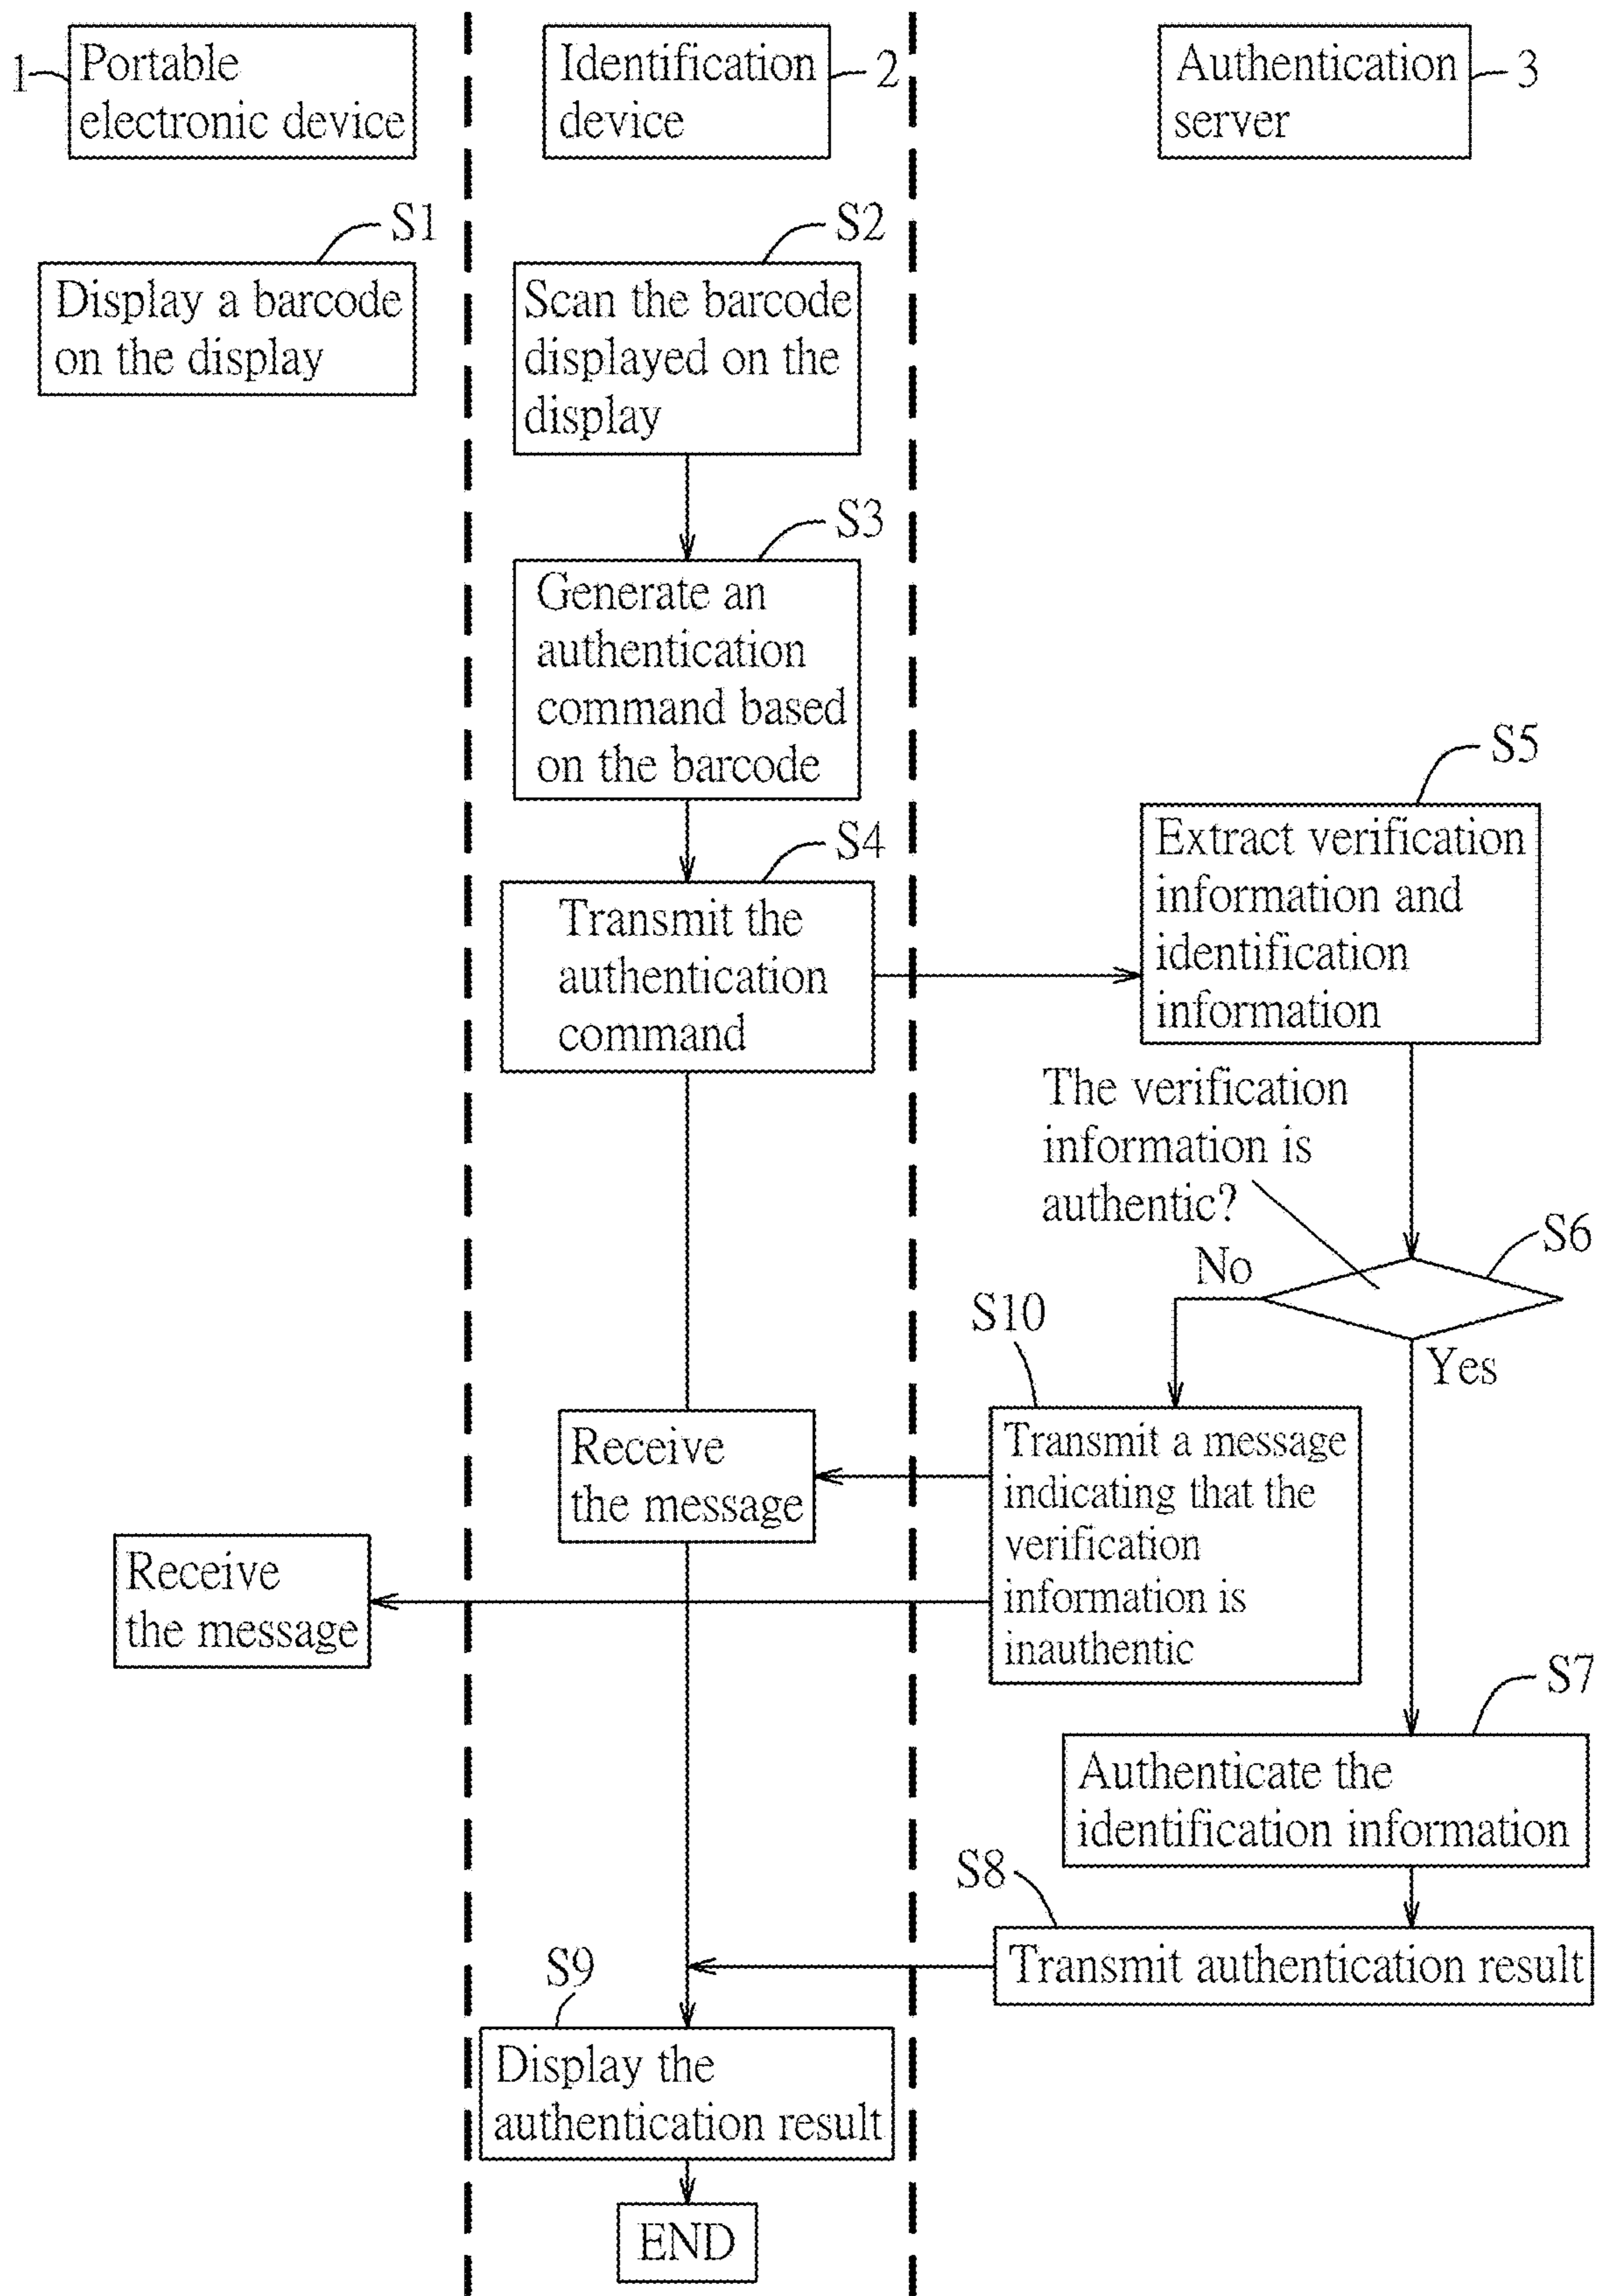 1
Portable
electronic device
Identification
device
2
Authentication
server
3
S1
Display a barcode
on the display
S2
Scan the barcode
displayed on the
display
S3
Generate an
authentication
command based
on the barcode
S4
Transmit the
authentication
command
S5
Extract verification
information and
identification
information
The verification
information is
authentic?
S6
No
Yes
S10
Transmit a message
indicating that the
verification
information is
inauthentic
Receive
the message
Receive
the message
S7
Authenticate the
identification information
S8
Transmit authentication result
S9
Display the
authentication result
END